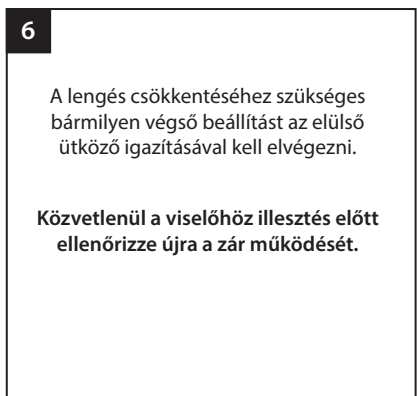 6
A lengés csökkentéséhez szükséges
bármilyen végső beállítást az elülső
ütköző igazításával kell elvégezni.
Közvetlenül a viselőhöz illesztés előtt
ellenőrizze újra a zár működését.